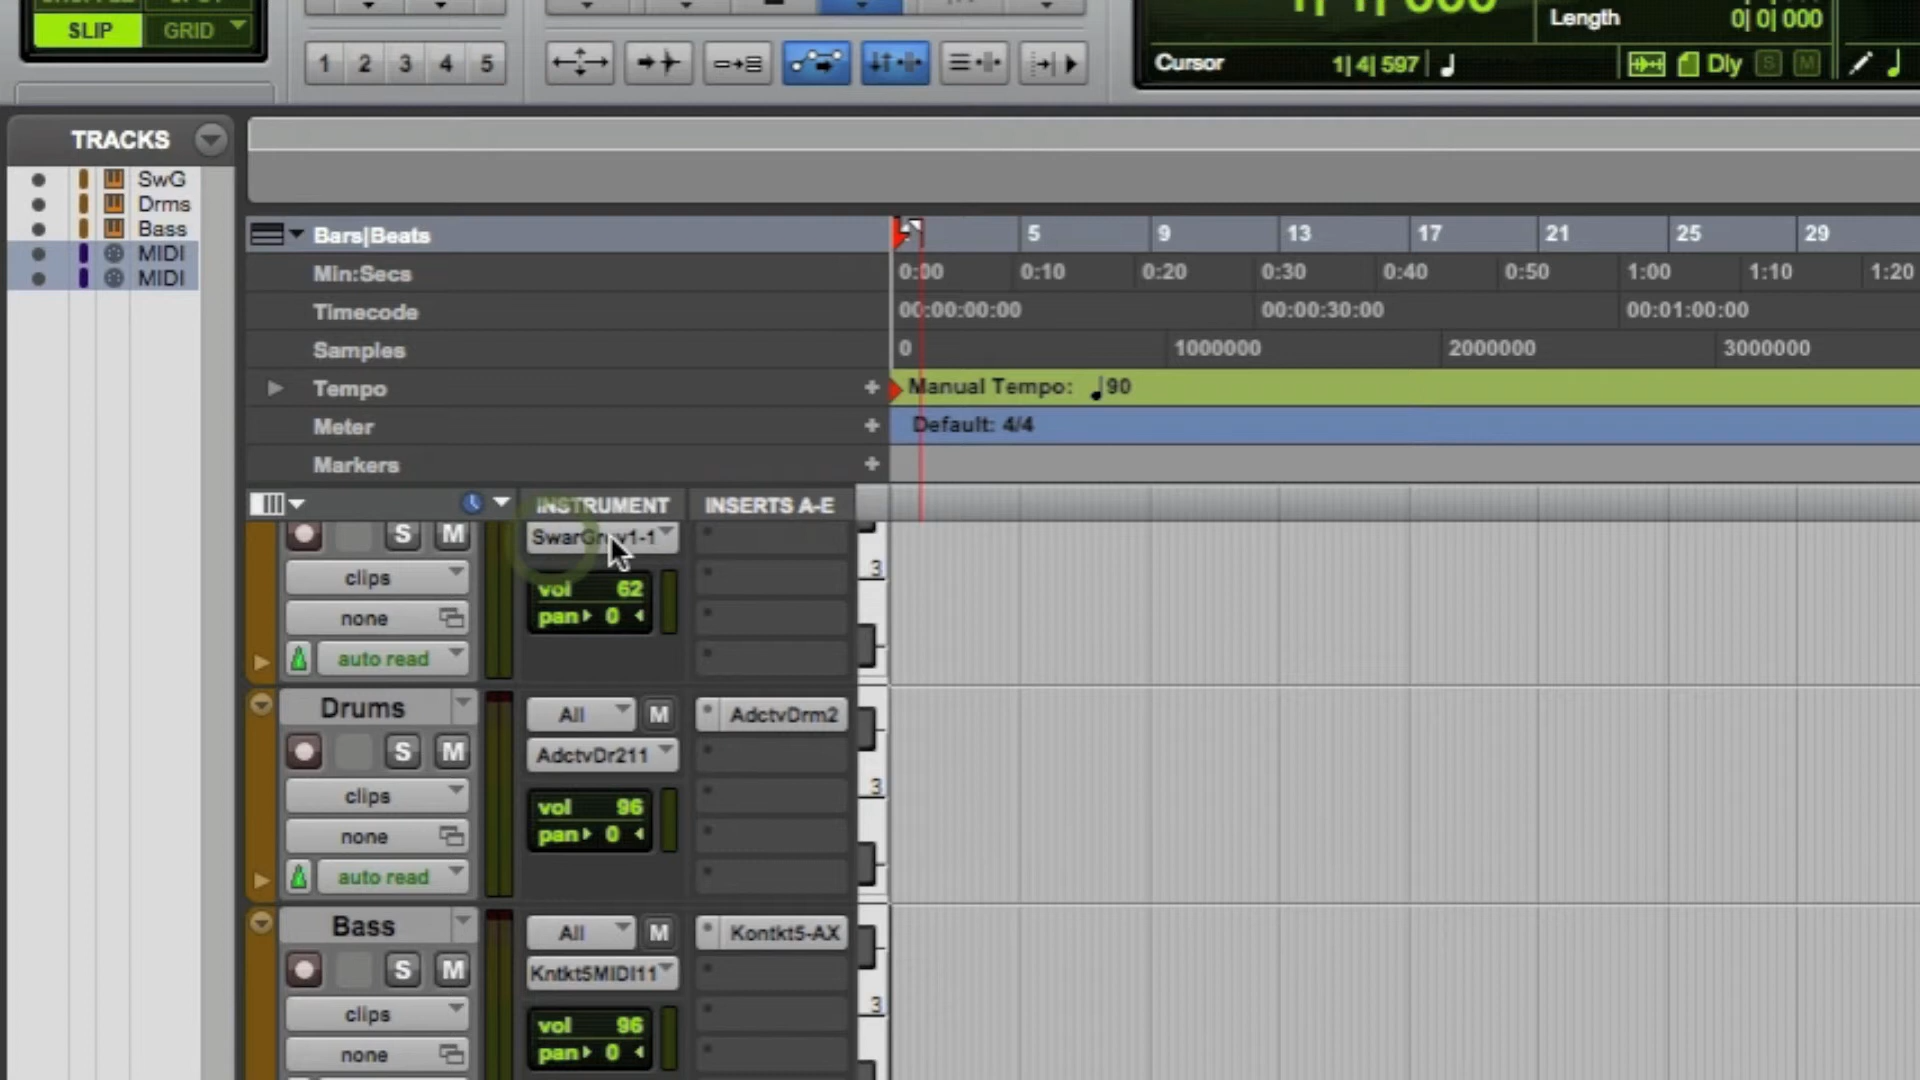 SLIP GRID
1 2 3 4 5
Length 0| 0| 000
Cursor 1| 4| 597
Dly S M
TRACKS
SwG
Drms
Bass
MIDI
MIDI
Bars|Beats 5 9 13 17 21 25 29
Min:Secs 0:00 0:10 0:20 0:30 0:40 0:50 1:00 1:10 1:20
Timecode 00:00:00:00 00:00:30:00 00:01:00:00
Samples 0 1000000 2000000 3000000
Tempo + Manual Tempo: ♩90
Meter + Default: 4/4
Markers +
INSTRUMENT INSERTS A-E
S M SwarGrov1-1
clips 3
vol 62
none pan 0
auto read
Drums All M AdctvDrm2
S M AdctvDr211
clips 3
vol 96
none pan 0
auto read
Bass All M Kontkt5-AX
S M Kntkt5MIDI11
clips 3
vol 96
none pan 0